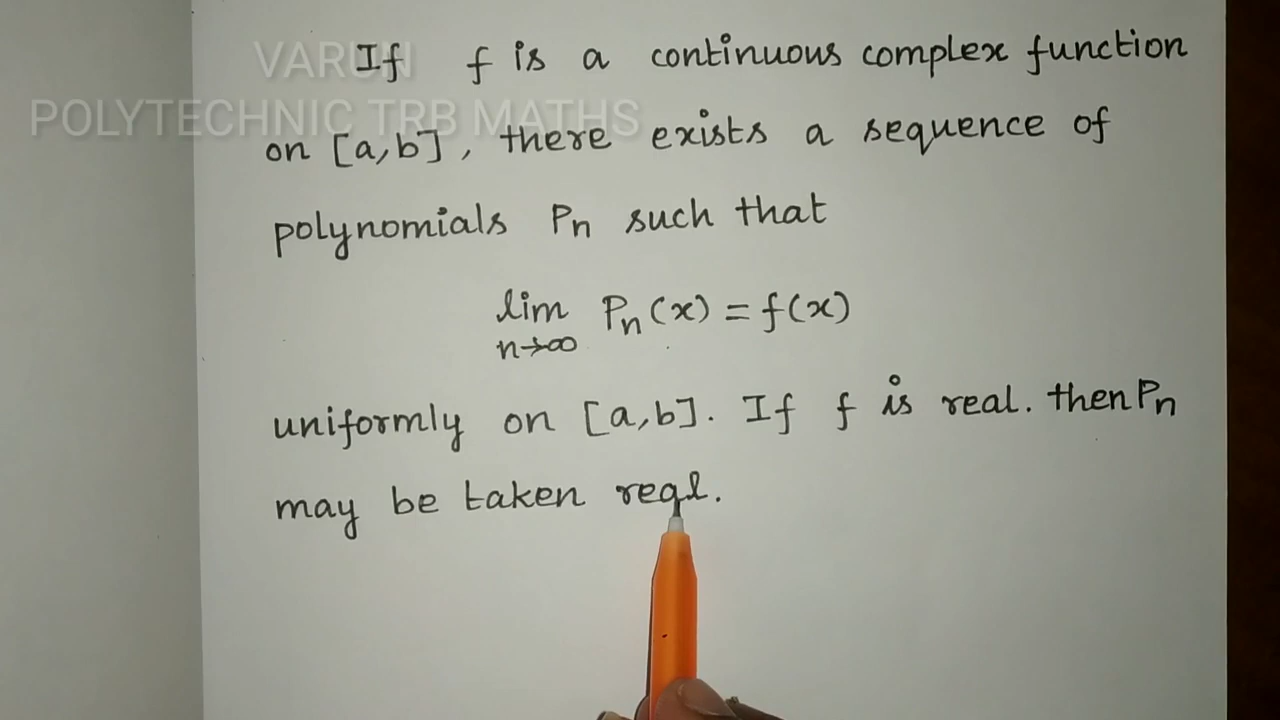 VARUN
POLYTECHNIC TRB MATHS
If f is a continuous complex function
on [a,b], there exists a sequence of
polynomials Pn such that
lim Pn(x) = f(x)
n→∞
uniformly on [a,b]. If f is real. then Pn
may be taken real.